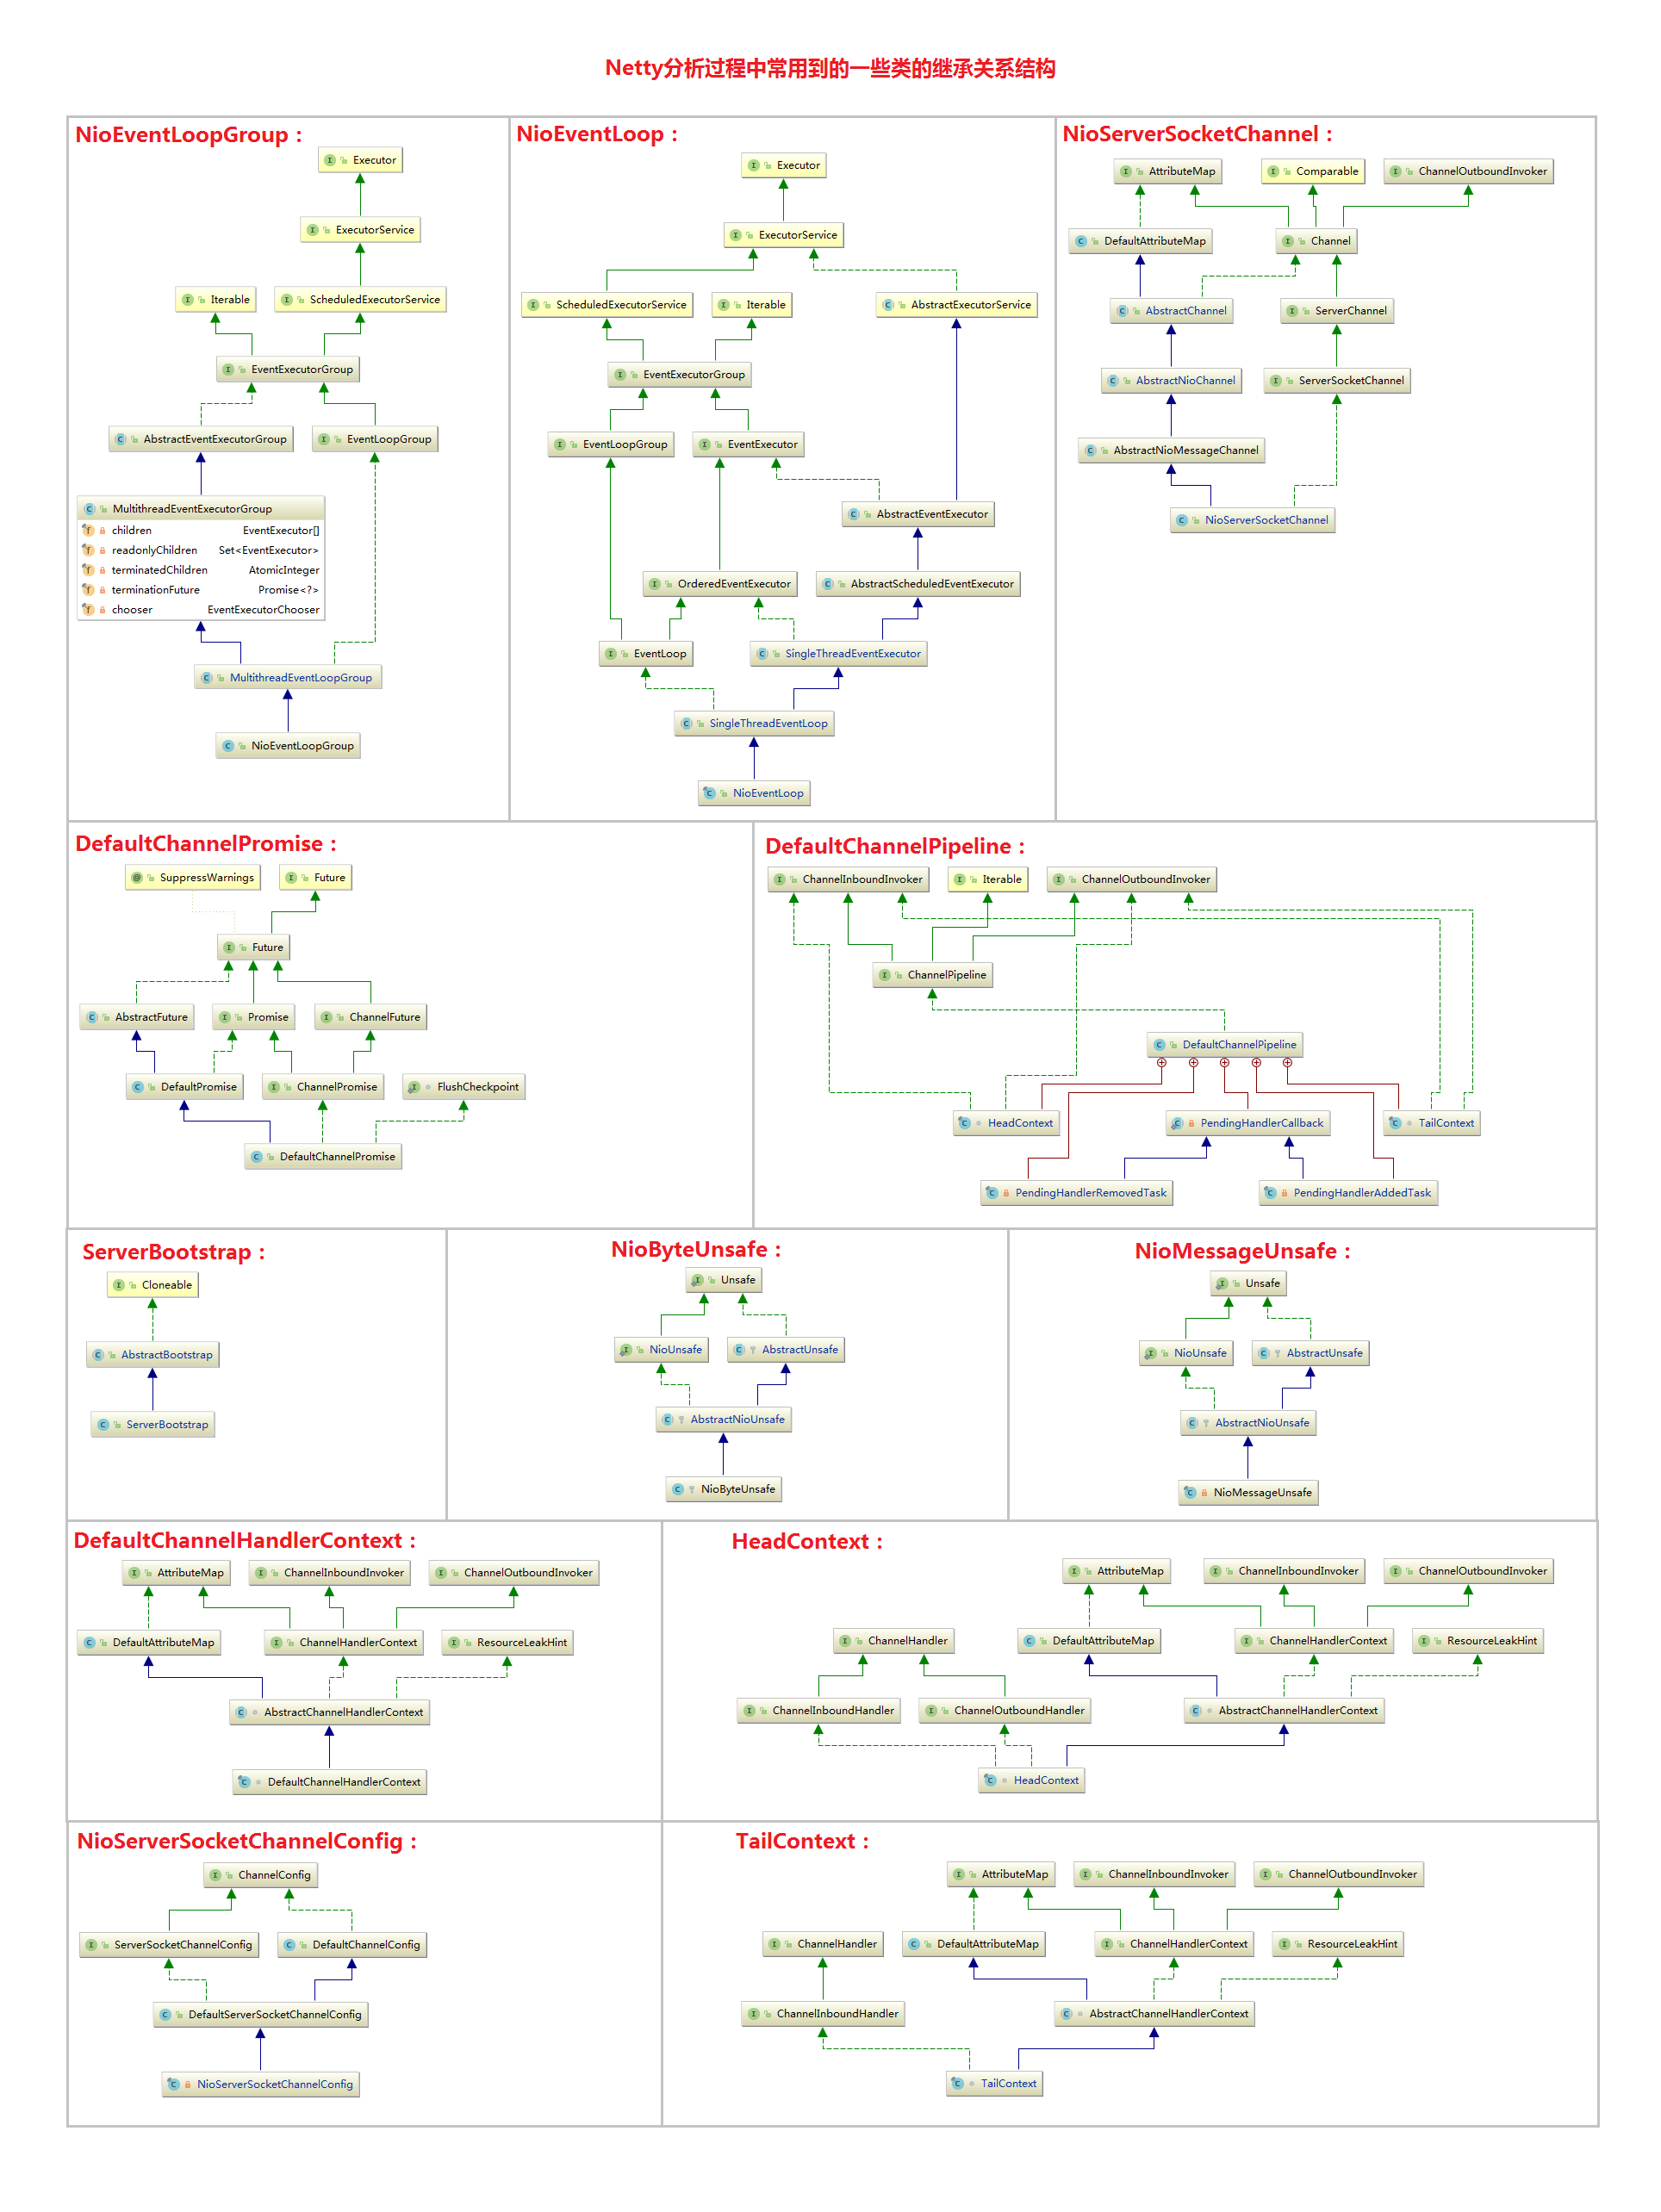 Netty分析过程中常用到的一些类的继承关系结构
NioEventLoopGroup：
Executor
ExecutorService
Iterable
ScheduledExecutorService
EventExecutorGroup
AbstractEventExecutorGroup
EventLoopGroup
MultithreadEventExecutorGroup
children EventExecutor[]
readonlyChildren Set<EventExecutor>
terminatedChildren AtomicInteger
terminationFuture Promise<?>
chooser EventExecutorChooser
MultithreadEventLoopGroup
NioEventLoopGroup
NioEventLoop：
Executor
ExecutorService
ScheduledExecutorService
Iterable
AbstractExecutorService
EventExecutorGroup
EventLoopGroup
EventExecutor
AbstractEventExecutor
OrderedEventExecutor
AbstractScheduledEventExecutor
EventLoop
SingleThreadEventExecutor
SingleThreadEventLoop
NioEventLoop
NioServerSocketChannel：
AttributeMap
Comparable
ChannelOutboundInvoker
DefaultAttributeMap
Channel
AbstractChannel
ServerChannel
AbstractNioChannel
ServerSocketChannel
AbstractNioMessageChannel
NioServerSocketChannel
DefaultChannelPromise：
SuppressWarnings
Future
Future
AbstractFuture
Promise
ChannelFuture
DefaultPromise
ChannelPromise
FlushCheckpoint
DefaultChannelPromise
DefaultChannelPipeline：
ChannelInboundInvoker
Iterable
ChannelOutboundInvoker
ChannelPipeline
DefaultChannelPipeline
HeadContext
PendingHandlerCallback
TailContext
PendingHandlerRemovedTask
PendingHandlerAddedTask
ServerBootstrap：
Cloneable
AbstractBootstrap
ServerBootstrap
NioByteUnsafe：
Unsafe
NioUnsafe
AbstractUnsafe
AbstractNioUnsafe
NioByteUnsafe
NioMessageUnsafe：
Unsafe
NioUnsafe
AbstractUnsafe
AbstractNioUnsafe
NioMessageUnsafe
DefaultChannelHandlerContext：
AttributeMap
ChannelInboundInvoker
ChannelOutboundInvoker
DefaultAttributeMap
ChannelHandlerContext
ResourceLeakHint
AbstractChannelHandlerContext
DefaultChannelHandlerContext
HeadContext：
AttributeMap
ChannelInboundInvoker
ChannelOutboundInvoker
ChannelHandler
DefaultAttributeMap
ChannelHandlerContext
ResourceLeakHint
ChannelInboundHandler
ChannelOutboundHandler
AbstractChannelHandlerContext
HeadContext
NioServerSocketChannelConfig：
ChannelConfig
ServerSocketChannelConfig
DefaultChannelConfig
DefaultServerSocketChannelConfig
NioServerSocketChannelConfig
TailContext：
AttributeMap
ChannelInboundInvoker
ChannelOutboundInvoker
ChannelHandler
DefaultAttributeMap
ChannelHandlerContext
ResourceLeakHint
ChannelInboundHandler
AbstractChannelHandlerContext
TailContext